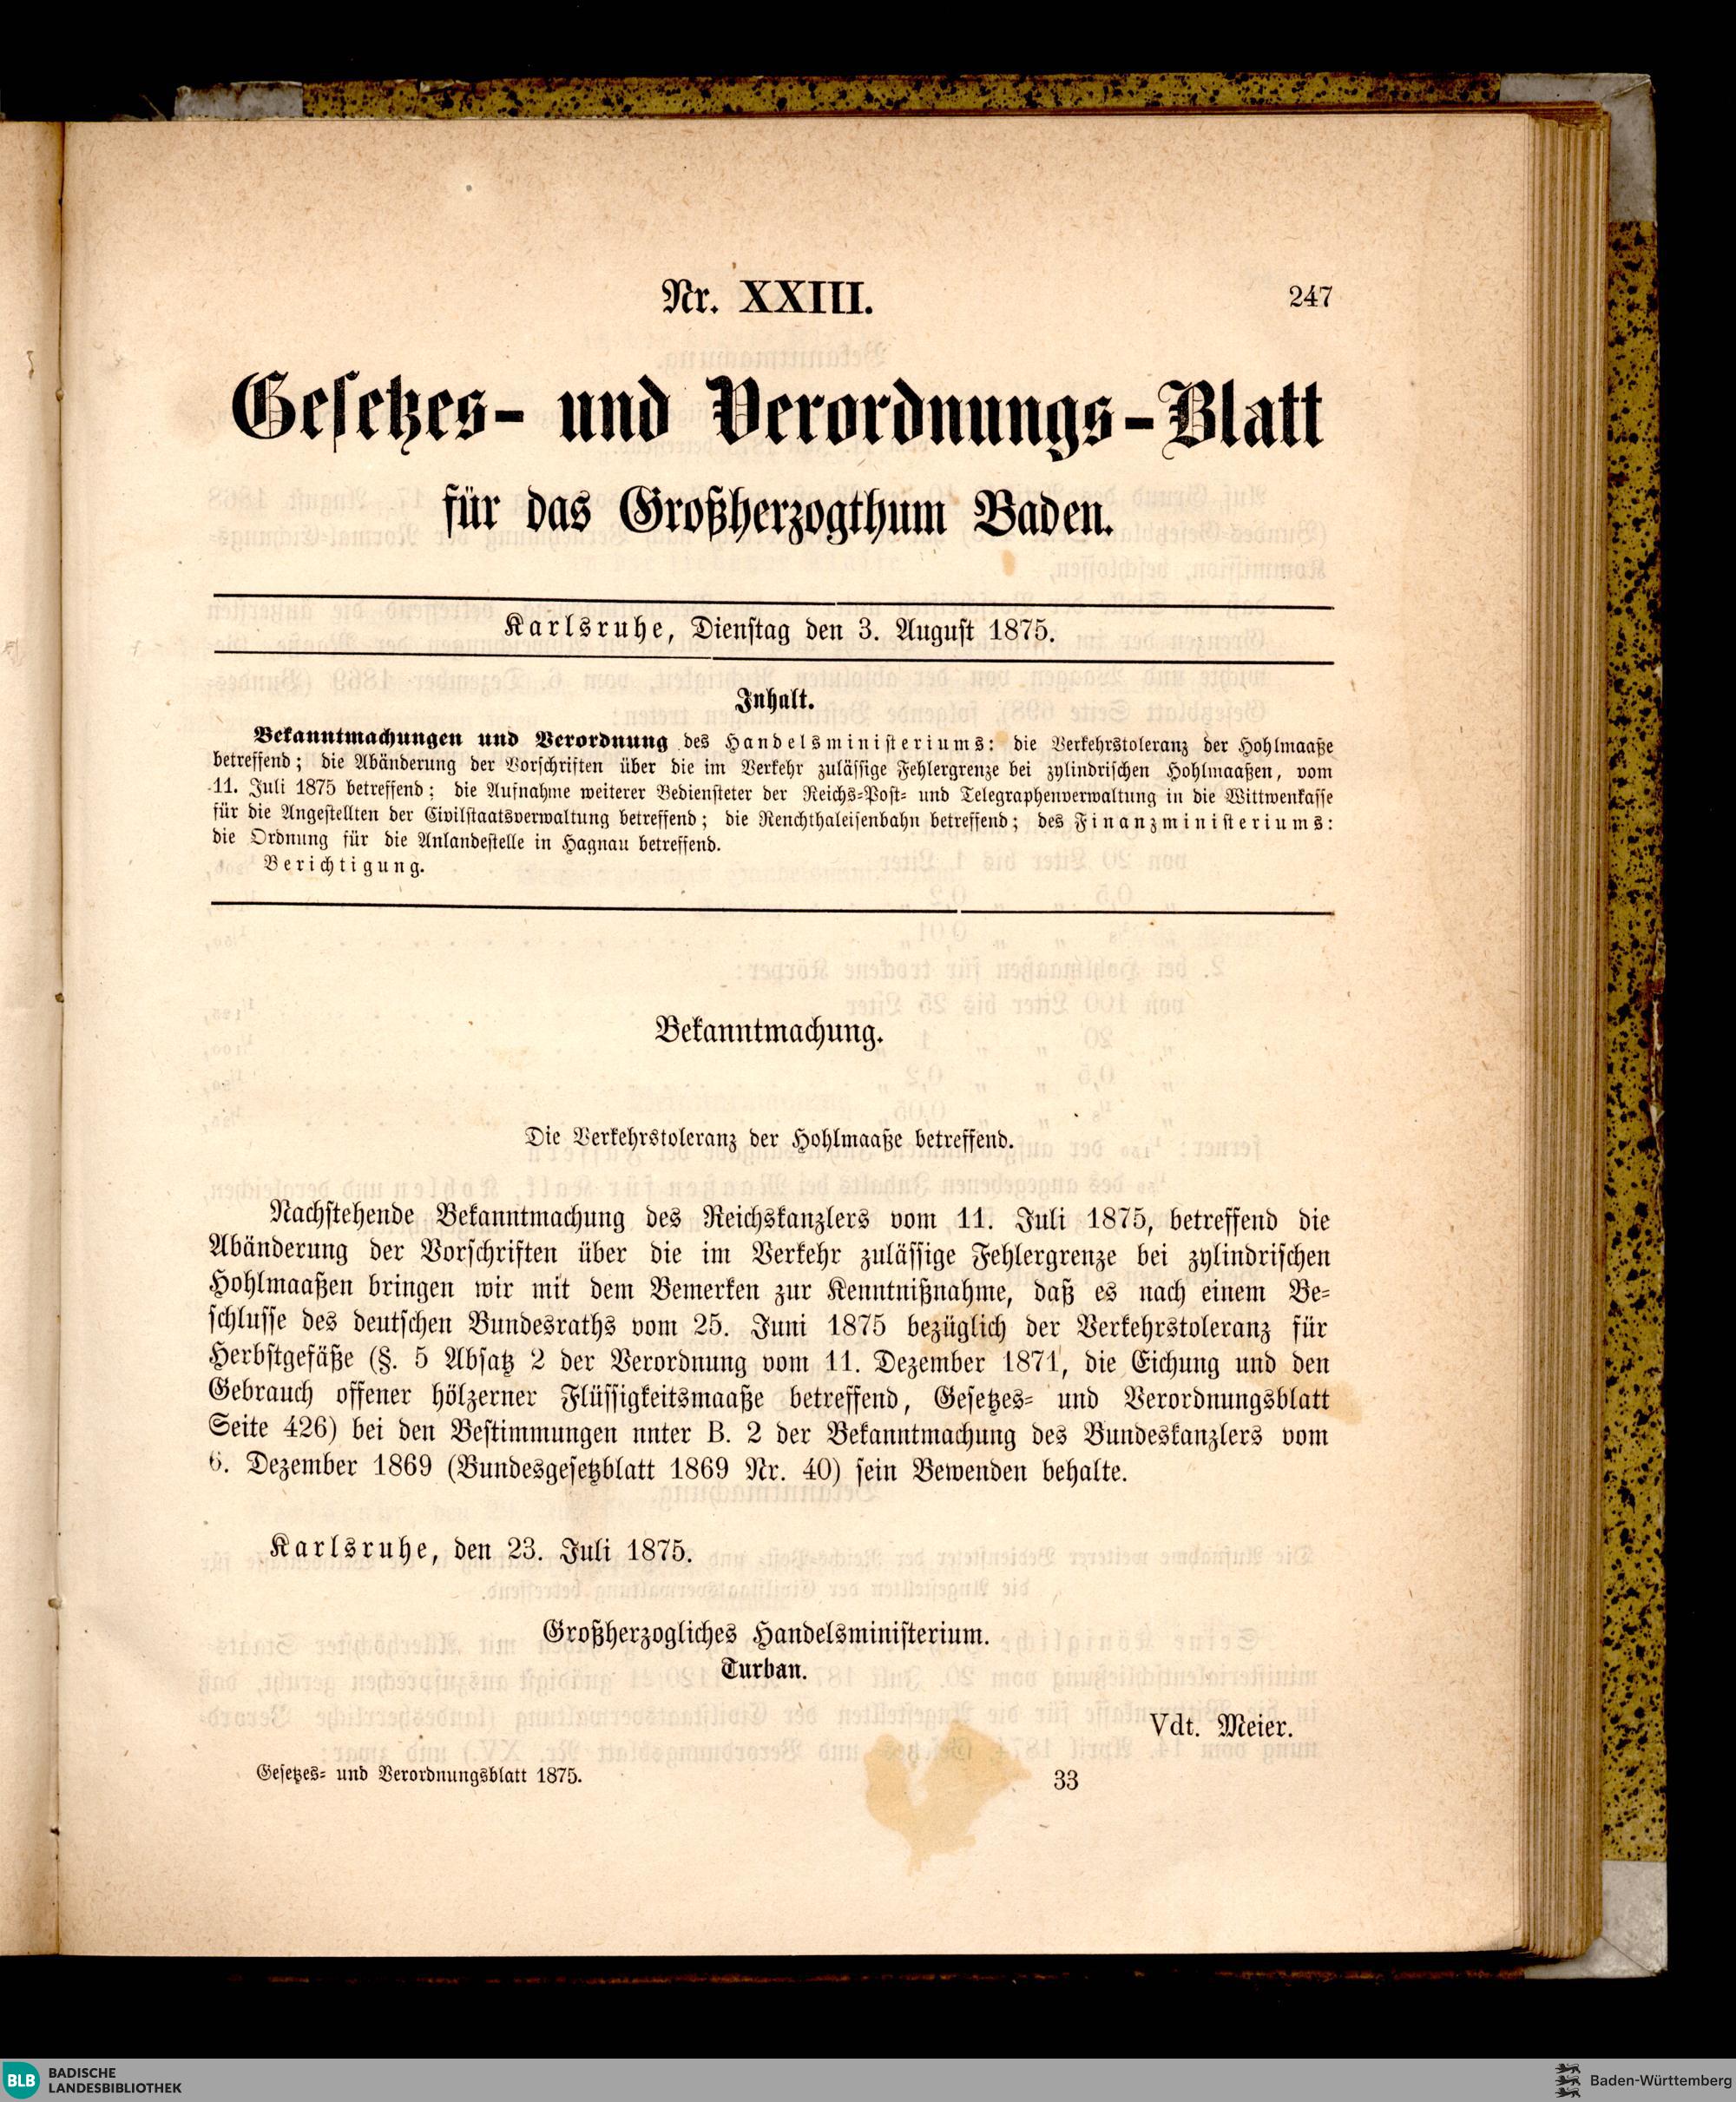 Nr. XXIII.
247
Gesetzes- und Verordnungs-Blatt
für das Großherzogthum Baden.
Karlsruhe, Dienstag den 3. August 1875.
Inhalt.
Bekanntmachungen und Verordnung des Handelsministeriums: die Verkehrstoleranz der Hohlmaaße
betreffend; die Abänderung der Vorschriften über die im Verkehr zulässige Fehlergrenze bei zylindrischen Hohlmaaßen, vom
11. Juli 1875 betreffend; die Aufnahme weiterer Bediensteter der Reichs-Post- und Telegraphenverwaltung in die Wittwenkasse
für die Angestellten der Civilstaatsverwaltung betreffend; die Renchthaleisenbahn betreffend; des Finanzministeriums:
die Ordnung für die Anlandestelle in Hagnau betreffend.
Berichtigung.
Bekanntmachung.
Die Verkehrstoleranz der Hohlmaaße betreffend.
Nachstehende Bekanntmachung des Reichskanzlers vom 11. Juli 1875, betreffend die
Abänderung der Vorschriften über die im Verkehr zulässige Fehlergrenze bei zylindrischen
Hohlmaaßen bringen wir mit dem Bemerken zur Kenntnißnahme, daß es nach einem Be-
schlusse des deutschen Bundesraths vom 25. Juni 1875 bezüglich der Verkehrstoleranz für
Herbstgefäße (§. 5 Absatz 2 der Verordnung vom 11. Dezember 1871, die Eichung und den
Gebrauch offener hölzerner Flüssigkeitsmaaße betreffend, Gesetzes- und Verordnungsblatt
Seite 426) bei den Bestimmungen nnter B. 2 der Bekanntmachung des Bundeskanzlers vom
6. Dezember 1869 (Bundesgesetzblatt 1869 Nr. 40) sein Bewenden behalte.
Karlsruhe, den 23. Juli 1875.
Großherzogliches Handelsministerium.
Turban.
Vdt. Meier.
Gesetzes- und Verordnungsblatt 1875.
33
BLB BADISCHE
LANDESBIBLIOTHEK
Baden-Württemberg